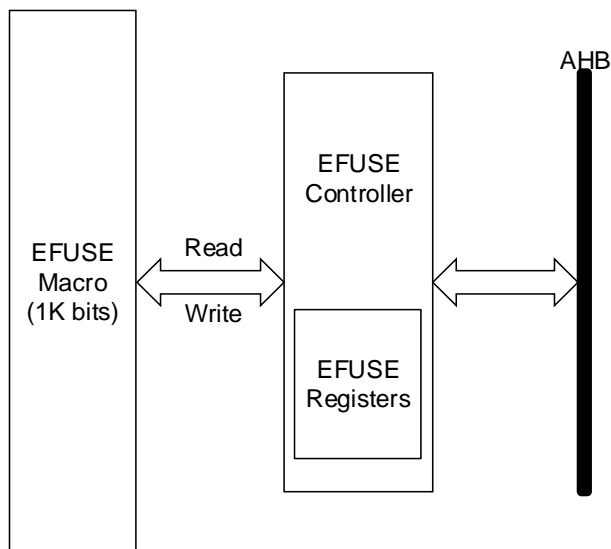 AHB
EFUSE
Controller
EFUSE
Macro
(1K bits)
Read
Write
EFUSE
Registers